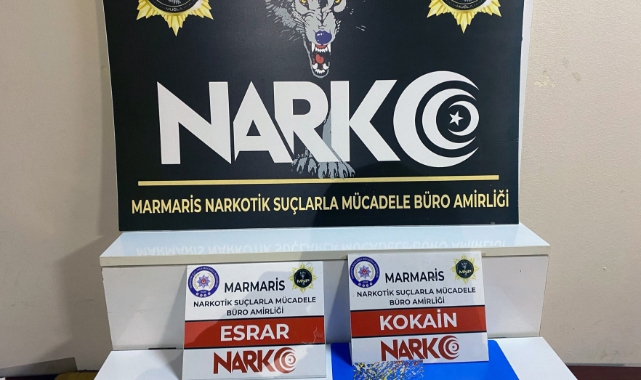 NARKO
MARMARİS NARKOTİK SUÇLARLA MÜCADELE BÜRO AMİRLİĞİ
MARMARİS
NARKOTİK SUÇLARLA MÜCADELE
BÜRO AMİRLİĞİ
ESRAR
NARKO
MARMARİS
NARKOTİK SUÇLARLA MÜCADELE
BÜRO AMİRLİĞİ
KOKAİN
NARKO